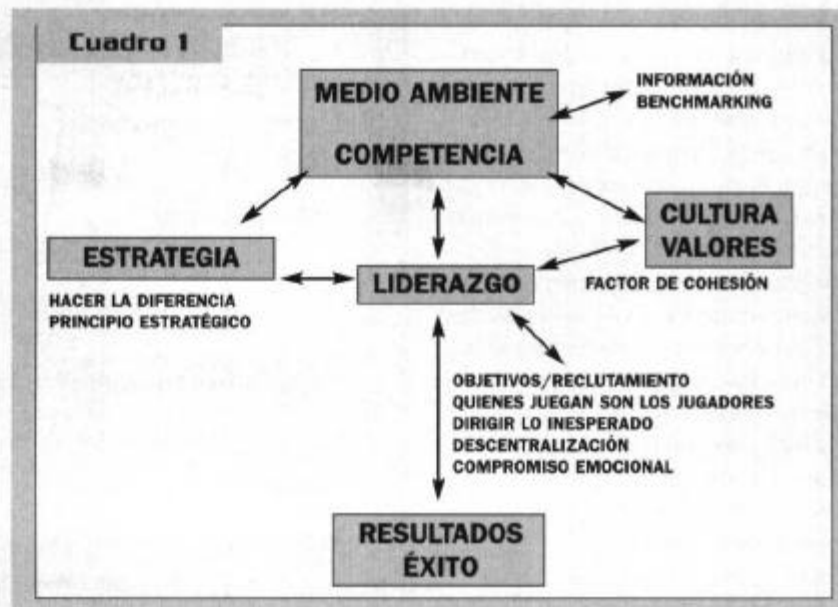 Cuadro 1
MEDIO AMBIENTE
COMPETENCIA
INFORMACIÓN
BENCHMARKING
CULTURA
VALORES
FACTOR DE COHESIÓN
ESTRATEGIA
HACER LA DIFERENCIA
PRINCIPIO ESTRATÉGICO
LIDERAZGO
OBJETIVOS/RECLUTAMIENTO
QUIENES JUEGAN SON LOS JUGADORES
DIRIGIR LO INESPERADO
DESCENTRALIZACIÓN
COMPROMISO EMOCIONAL
RESULTADOS
ÉXITO